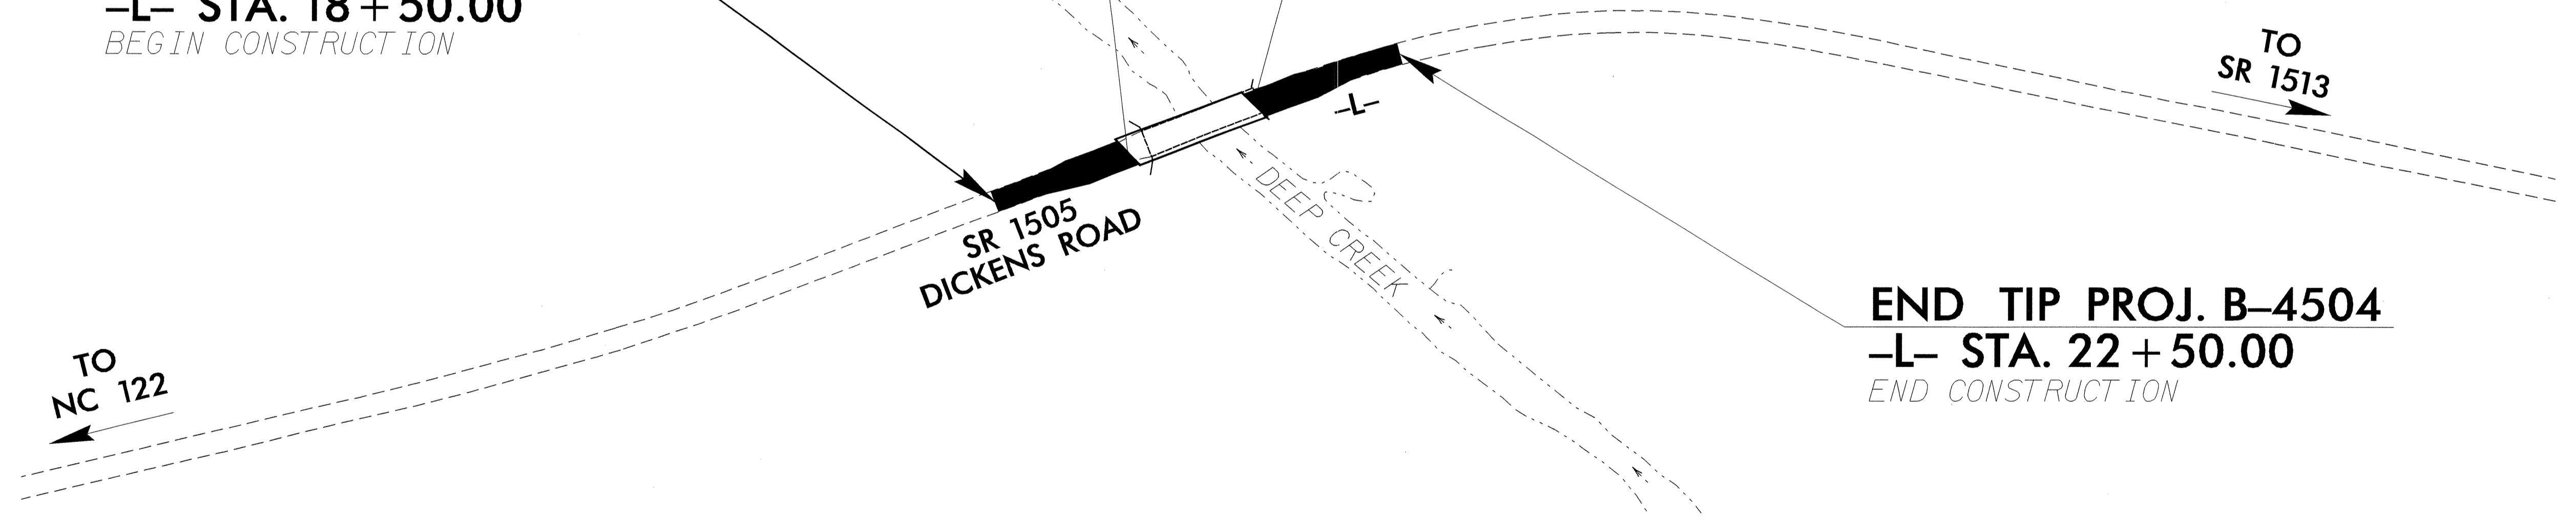 –L– STA. 18+50.00
BEGIN CONSTRUCTION
TO
SR 1513
–L–
SR 1505
DICKENS ROAD
DEEP CREEK
END TIP PROJ. B–4504
–L– STA. 22+50.00
END CONSTRUCTION
TO
NC 122